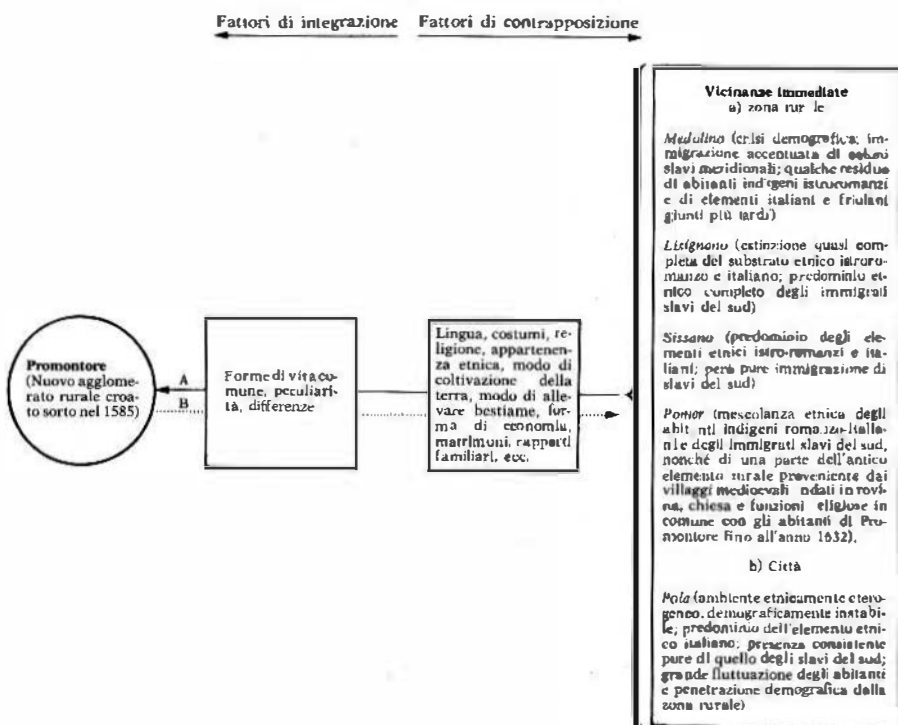 Fattori di integrazione
Fattori di contrapposizione
Promontore
(Nuovo agglome-
rato rurale croa-
to sorto nel 1585)
A
B
Forme di vita co-
mune, peculiari-
tà, differenze
Lingua, costumi, re-
ligione, appartenen-
za etnica, modo di
coltivazione della
terra, modo di alle-
vare bestiame, for-
ma di economia,
matrimoni, rapporti
familiari, ecc.
Vicinanze immediate
a) zona rur le
Medulino (crisi demografica; im-
migrazione accentuata di
slavi meridionali; qualche residuo
di abitanti indigeni istroromanzi
e di elementi italiani e friulani
giunti più tardi)
Lisignano (estinzione quasi com-
pleta del substrato etnico istroro-
manzo e italiano; predominio et-
nico completo degli immigrati
slavi del sud)
Sissano (predominio degli ele-
menti etnici istro-romanzi e ita-
liani; però pure immigrazione di
slavi del sud)
Pomer (mescolanza etnica degli
abit nti indigeni romanzo-italia-
ni e degli immigrati slavi del sud,
nonché di una parte dell'antico
elemento rurale proveniente dai
villaggi medioevali ndati in rovi-
na, chiesa e funzioni eligiose in
comune con gli abitanti di Pro-
montore fino all'anno 1632).
b) Città
Pola (ambiente etnicamente etero-
geneo, demograficamente instabi-
le; predominio dell'elemento etni-
co italiano; presenza consistente
pure di quello degli slavi del sud;
grande fluttuazione degli abitanti
e penetrazione demografica dalla
zona rurale)